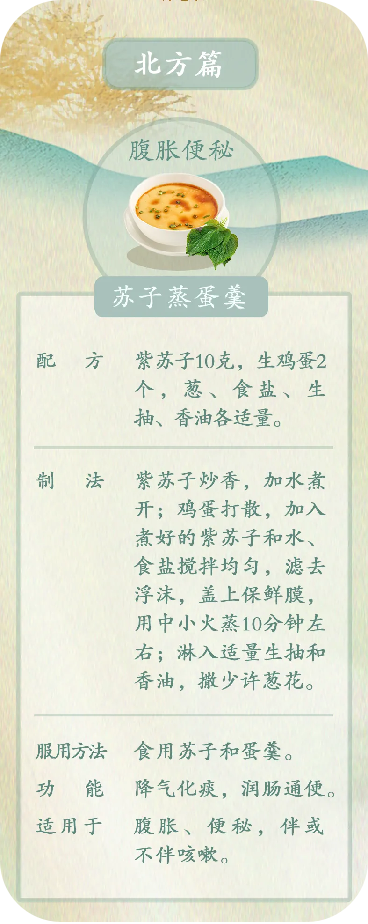 北方篇
腹胀便秘
苏子蒸蛋羹
配方 紫苏子10克，生鸡蛋2
个，葱、食盐、生
抽、香油各适量。
制法 紫苏子炒香，加水煮
开；鸡蛋打散，加入
煮好的紫苏子和水、
食盐搅拌均匀，滤去
浮沫，盖上保鲜膜，
用中小火蒸10分钟左
右；淋入适量生抽和
香油，撒少许葱花。
服用方法 食用苏子和蛋羹。
功能 降气化痰，润肠通便。
适用于 腹胀、便秘，伴或
不伴咳嗽。